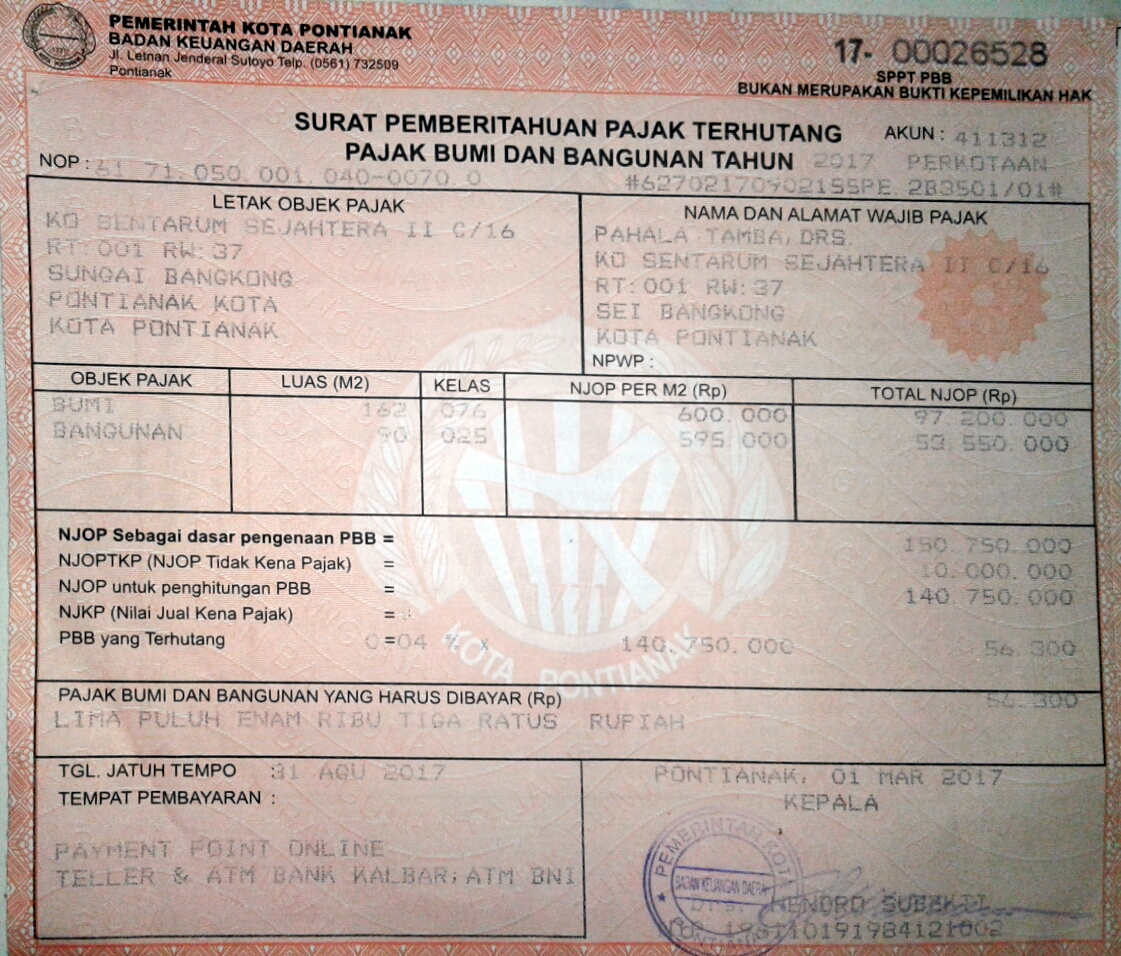 PEMERINTAH KOTA PONTIANAK
BADAN KEUANGAN DAERAH
Jl. Letnan Jenderal Sutoyo Telp. (0561) 732509
Pontianak
17- 00026528
SPPT PBB
BUKAN MERUPAKAN BUKTI KEPEMILIKAN HAK
SURAT PEMBERITAHUAN PAJAK TERHUTANG
AKUN : 411312
PAJAK BUMI DAN BANGUNAN TAHUN 2017 PERKOTAAN
NOP : 61.71.050.001.040-0070.0
#62702170902155PE.2B3501/01#
LETAK OBJEK PAJAK
KO SENTARUM SEJAHTERA II C/16
RT:001 RW:37
SUNGAI BANGKONG
PONTIANAK KOTA
KOTA PONTIANAK
NAMA DAN ALAMAT WAJIB PAJAK
PAHALA TAMBA,DRS.
KO SENTARUM SEJAHTERA II C/16
RT:001 RW:37
SEI BANGKONG
KOTA PONTIANAK
NPWP :
OBJEK PAJAK LUAS (M2) KELAS NJOP PER M2 (Rp) TOTAL NJOP (Rp)
BUMI 162 076 600.000 97.200.000
BANGUNAN 90 025 595.000 53.550.000
NJOP Sebagai dasar pengenaan PBB = 150.750.000
NJOPTKP (NJOP Tidak Kena Pajak) = 10.000.000
NJOP untuk penghitungan PBB = 140.750.000
NJKP (Nilai Jual Kena Pajak) =
PBB yang Terhutang 0=04 % x 140.750.000 56.300
1771
KOTA PONTIANAK
PAJAK BUMI DAN BANGUNAN YANG HARUS DIBAYAR (Rp) 56.300
LIMA PULUH ENAM RIBU TIGA RATUS RUPIAH
TGL. JATUH TEMPO 31 AGU 2017
TEMPAT PEMBAYARAN :
PAYMENT POINT ONLINE
TELLER & ATM BANK KALBAR;ATM BNI
PONTIANAK, 01 MAR 2017
KEPALA
PEMERINTAH KOTA
BADAN KEUANGAN DAERAH
PONTIANAK
HENDRO SUBEKTI
196110191984121002